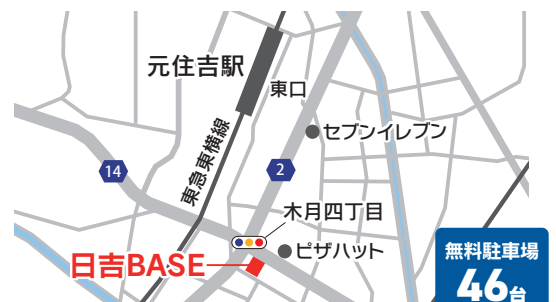 元住吉駅
東口
セブンイレブン
東急東横線
14
2
木月四丁目
ピザハット
日吉BASE
無料駐車場
46台